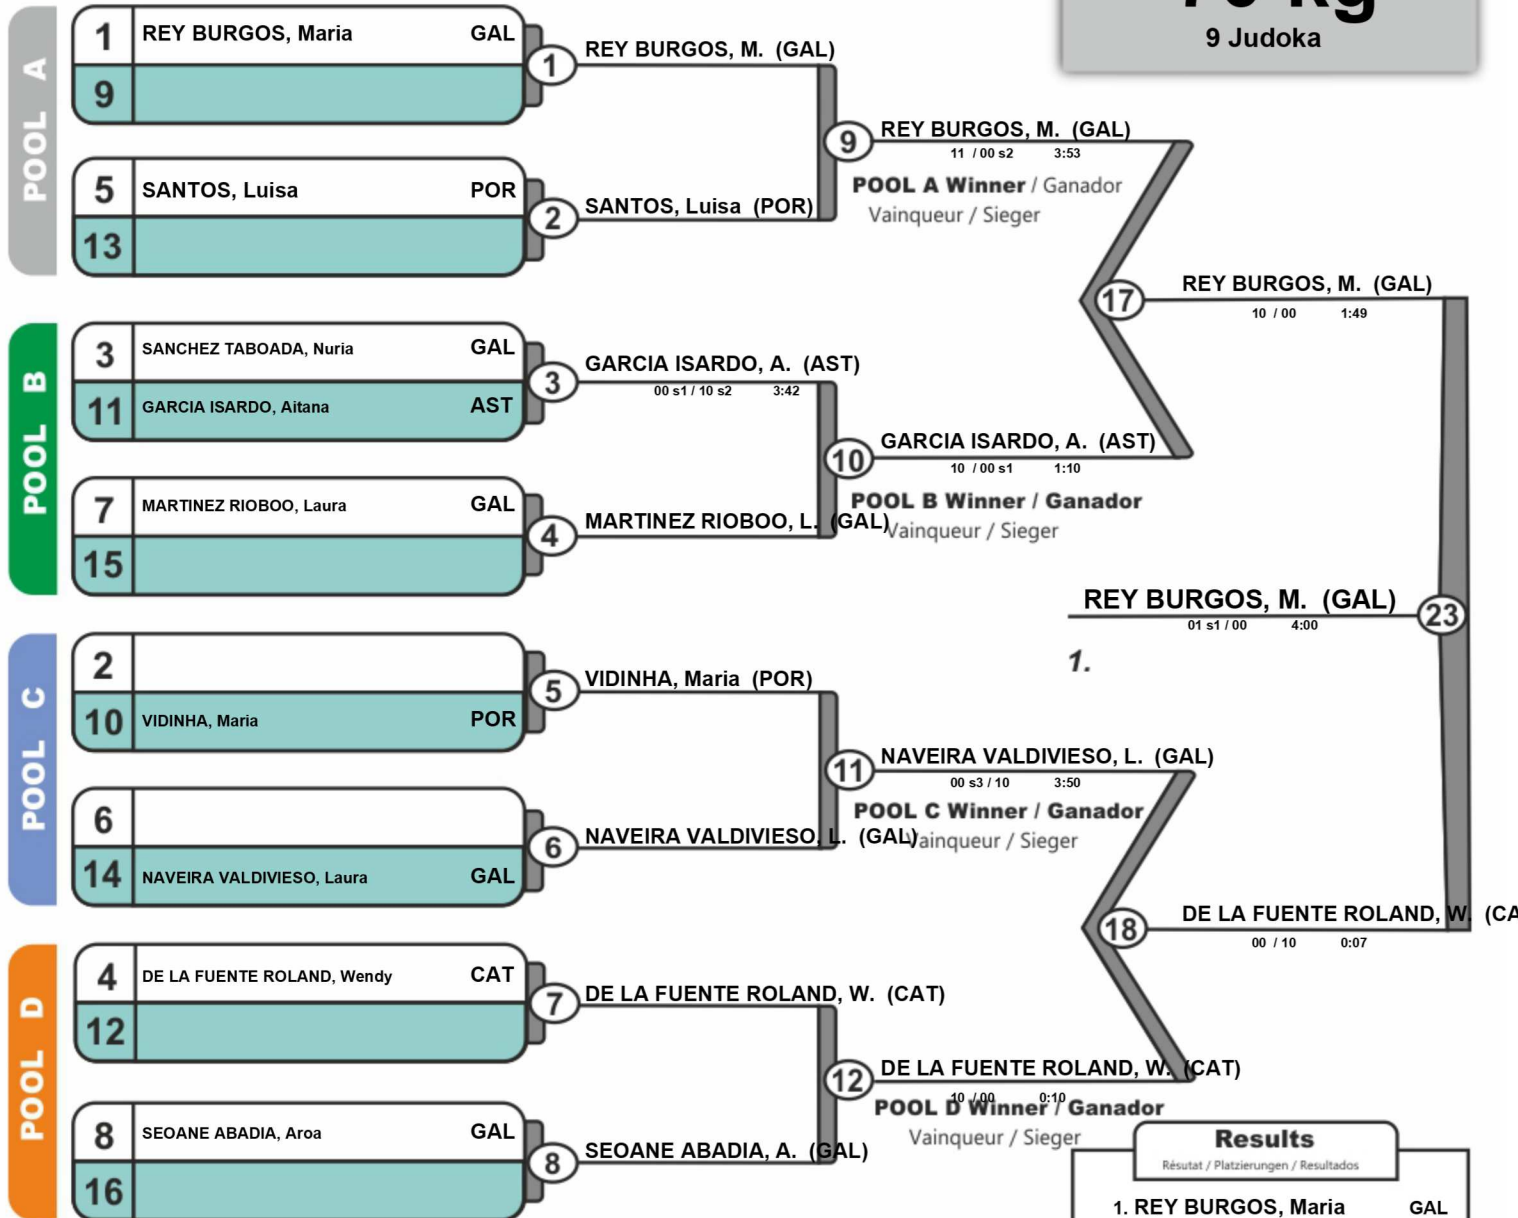 9 Judoka
POOL A
1 REY BURGOS, Maria GAL
9
1
REY BURGOS, M. (GAL)
5 SANTOS, Luisa POR
13
2
SANTOS, Luisa (POR)
9
REY BURGOS, M. (GAL)
11 / 00 s2 3:53
POOL A Winner / Ganador
Vainqueur / Sieger
POOL B
3 SANCHEZ TABOADA, Nuria GAL
11 GARCIA ISARDO, Aitana AST
3
GARCIA ISARDO, A. (AST)
00 s1 / 10 s2 3:42
7 MARTINEZ RIOBOO, Laura GAL
15
4
MARTINEZ RIOBOO, L. (GAL)
10
GARCIA ISARDO, A. (AST)
10 / 00 s1 1:10
POOL B Winner / Ganador
Vainqueur / Sieger
17
REY BURGOS, M. (GAL)
10 / 00 1:49
REY BURGOS, M. (GAL)
01 s1 / 00 4:00
23
1.
POOL C
2
10 VIDINHA, Maria POR
5
VIDINHA, Maria (POR)
6
14 NAVEIRA VALDIVIESO, Laura GAL
6
NAVEIRA VALDIVIESO, L. (GAL)
11
NAVEIRA VALDIVIESO, L. (GAL)
00 s3 / 10 3:50
POOL C Winner / Ganador
Vainqueur / Sieger
18
DE LA FUENTE ROLAND, W. (CA
00 / 10 0:07
POOL D
4 DE LA FUENTE ROLAND, Wendy CAT
12
7
DE LA FUENTE ROLAND, W. (CAT)
8 SEOANE ABADIA, Aroa GAL
16
8
SEOANE ABADIA, A. (GAL)
12
DE LA FUENTE ROLAND, W. (CAT)
10 / 00 0:10
POOL D Winner / Ganador
Vainqueur / Sieger
Results
Résutat / Platzierungen / Resultados
1. REY BURGOS, Maria GAL